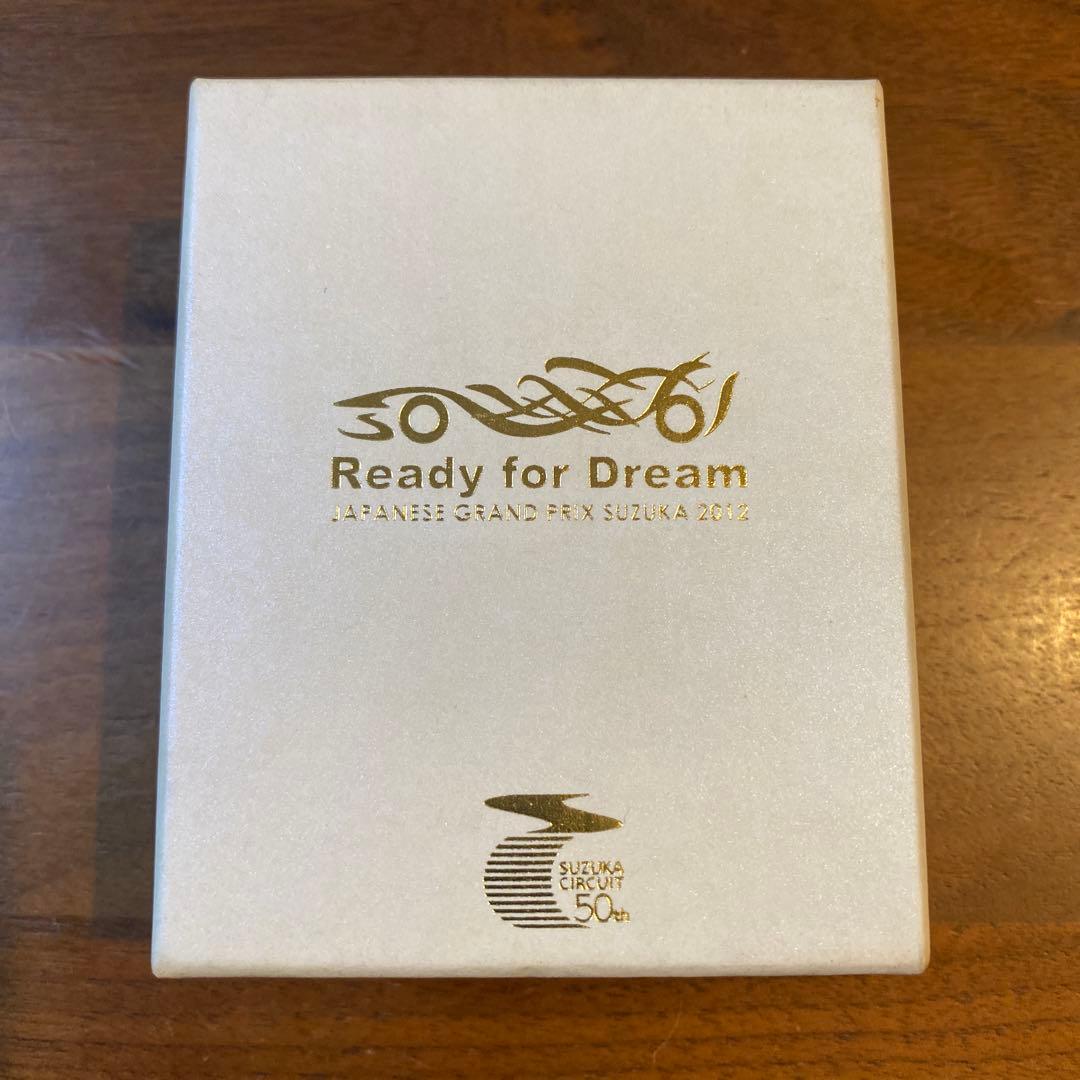 Ready for Dream
JAPANESE GRAND PRIX SUZUKA 2012
SUZUKA
CIRCUIT
50th